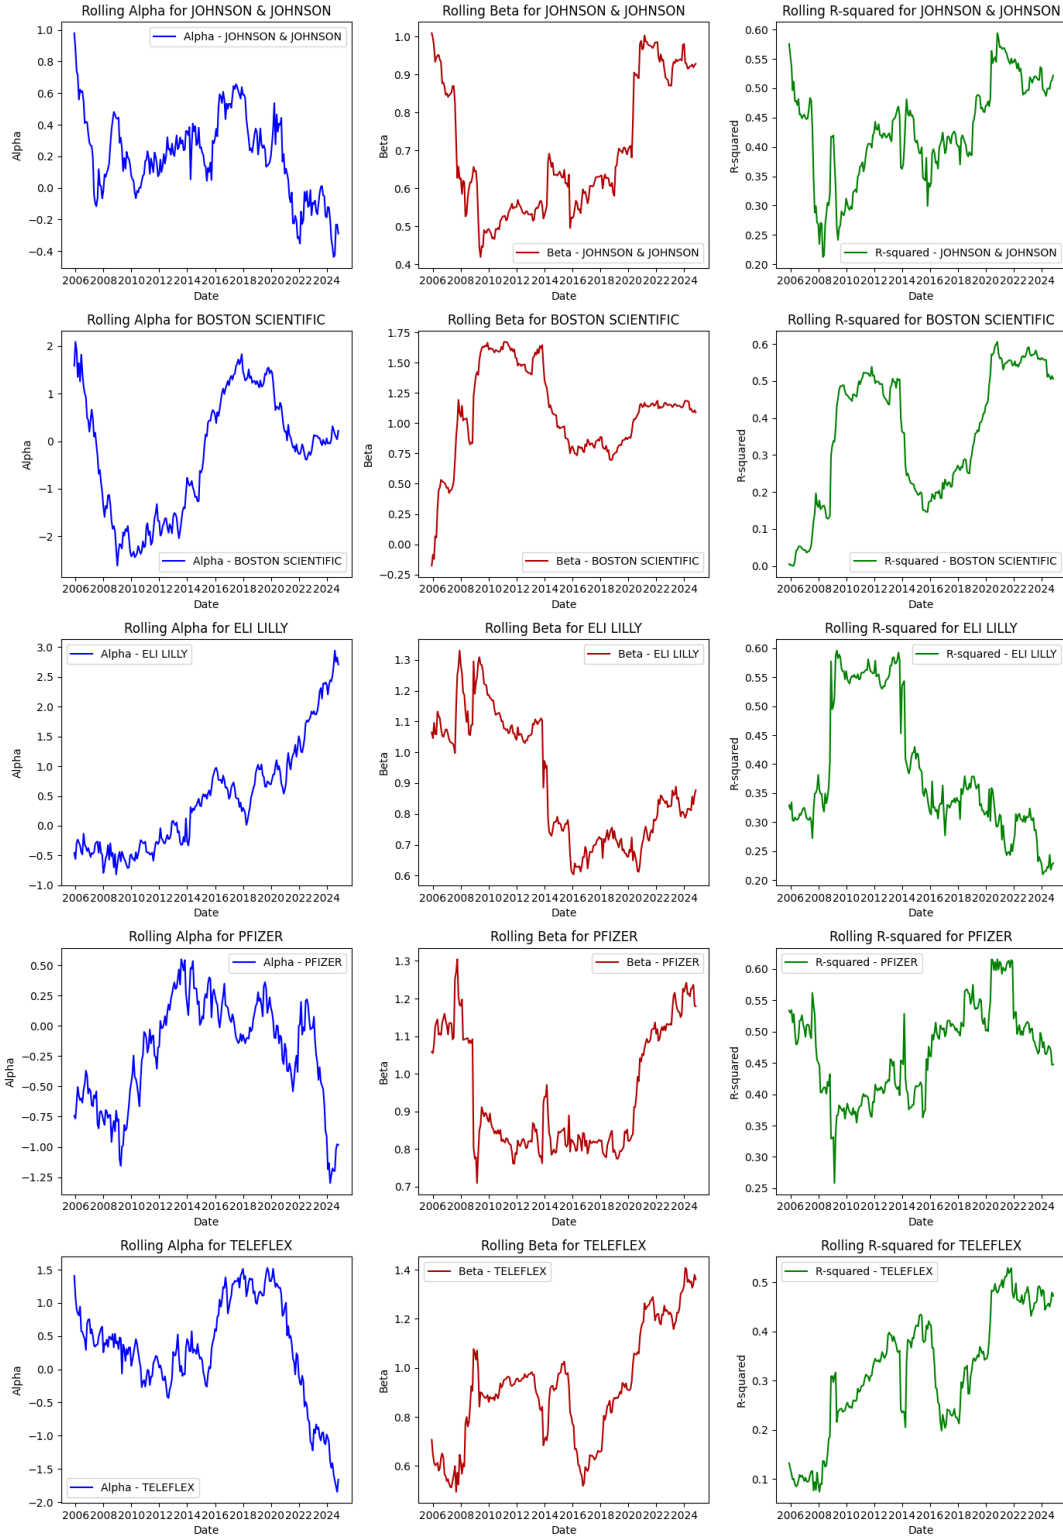 Rolling Alpha for JOHNSON & JOHNSON
Alpha
1.0
0.8
0.6
0.4
0.2
0.0
−0.2
−0.4
Alpha - JOHNSON & JOHNSON
2006 2008 2010 2012 2014 2016 2018 2020 2022 2024
Date
Rolling Beta for JOHNSON & JOHNSON
Beta
1.0
0.9
0.8
0.7
0.6
0.5
0.4
Beta - JOHNSON & JOHNSON
2006 2008 2010 2012 2014 2016 2018 2020 2022 2024
Date
Rolling R-squared for JOHNSON & JOHNSON
R-squared
0.60
0.55
0.50
0.45
0.40
0.35
0.30
0.25
0.20
R-squared - JOHNSON & JOHNSON
2006 2008 2010 2012 2014 2016 2018 2020 2022 2024
Date
Rolling Alpha for BOSTON SCIENTIFIC
Alpha
2
1
0
−1
−2
Alpha - BOSTON SCIENTIFIC
2006 2008 2010 2012 2014 2016 2018 2020 2022 2024
Date
Rolling Beta for BOSTON SCIENTIFIC
Beta
1.75
1.50
1.25
1.00
0.75
0.50
0.25
0.00
−0.25
Beta - BOSTON SCIENTIFIC
2006 2008 2010 2012 2014 2016 2018 2020 2022 2024
Date
Rolling R-squared for BOSTON SCIENTIFIC
R-squared
0.6
0.5
0.4
0.3
0.2
0.1
0.0
R-squared - BOSTON SCIENTIFIC
2006 2008 2010 2012 2014 2016 2018 2020 2022 2024
Date
Rolling Alpha for ELI LILLY
Alpha
3.0
2.5
2.0
1.5
1.0
0.5
0.0
−0.5
−1.0
Alpha - ELI LILLY
2006 2008 2010 2012 2014 2016 2018 2020 2022 2024
Date
Rolling Beta for ELI LILLY
Beta
1.3
1.2
1.1
1.0
0.9
0.8
0.7
0.6
Beta - ELI LILLY
2006 2008 2010 2012 2014 2016 2018 2020 2022 2024
Date
Rolling R-squared for ELI LILLY
R-squared
0.60
0.55
0.50
0.45
0.40
0.35
0.30
0.25
0.20
R-squared - ELI LILLY
2006 2008 2010 2012 2014 2016 2018 2020 2022 2024
Date
Rolling Alpha for PFIZER
Alpha
0.50
0.25
0.00
−0.25
−0.50
−0.75
−1.00
−1.25
Alpha - PFIZER
2006 2008 2010 2012 2014 2016 2018 2020 2022 2024
Date
Rolling Beta for PFIZER
Beta
1.3
1.2
1.1
1.0
0.9
0.8
0.7
Beta - PFIZER
2006 2008 2010 2012 2014 2016 2018 2020 2022 2024
Date
Rolling R-squared for PFIZER
R-squared
0.60
0.55
0.50
0.45
0.40
0.35
0.30
0.25
R-squared - PFIZER
2006 2008 2010 2012 2014 2016 2018 2020 2022 2024
Date
Rolling Alpha for TELEFLEX
Alpha
1.5
1.0
0.5
0.0
−0.5
−1.0
−1.5
−2.0
Alpha - TELEFLEX
2006 2008 2010 2012 2014 2016 2018 2020 2022 2024
Date
Rolling Beta for TELEFLEX
Beta
1.4
1.2
1.0
0.8
0.6
Beta - TELEFLEX
2006 2008 2010 2012 2014 2016 2018 2020 2022 2024
Date
Rolling R-squared for TELEFLEX
R-squared
0.5
0.4
0.3
0.2
0.1
R-squared - TELEFLEX
2006 2008 2010 2012 2014 2016 2018 2020 2022 2024
Date